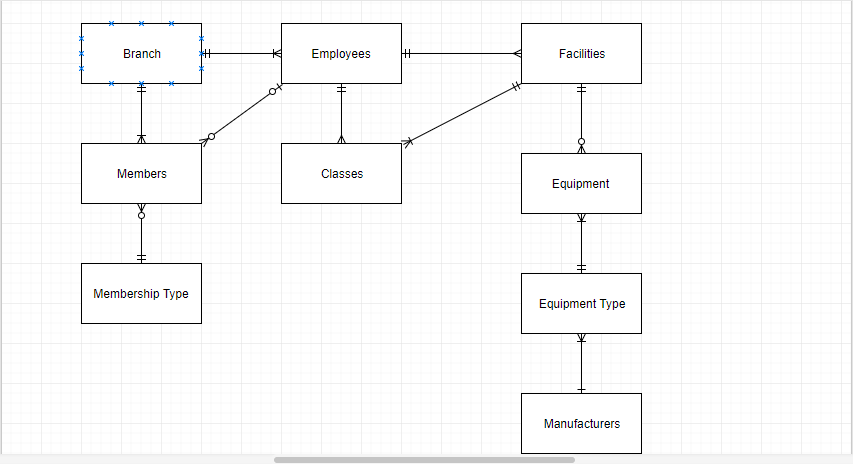 Branch
Employees
Facilities
Members
Classes
Equipment
Membership Type
Equipment Type
Manufacturers